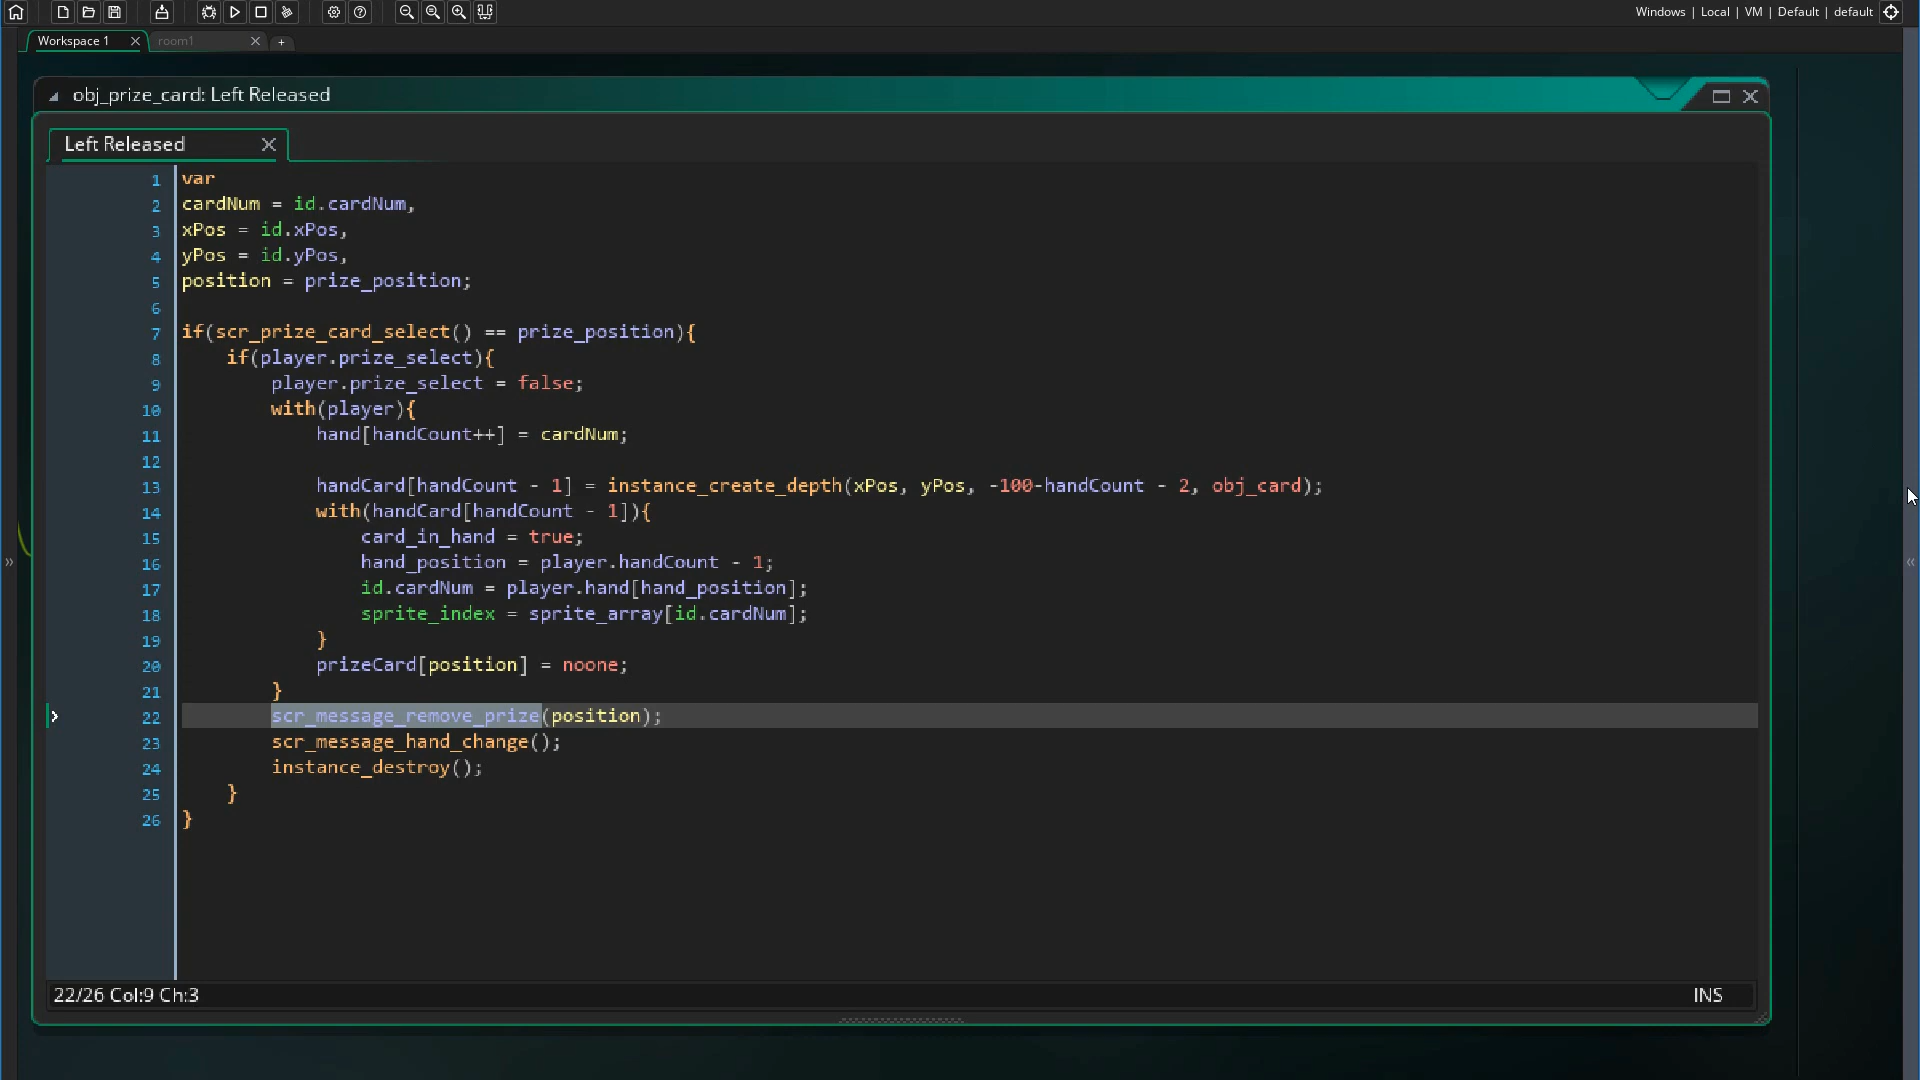 Windows | Local | VM | Default | default
Workspace 1
room1
obj_prize_card: Left Released
Left Released
1 var
2 cardNum = id.cardNum,
3 xPos = id.xPos,
4 yPos = id.yPos,
5 position = prize_position;
6
7 if(scr_prize_card_select() == prize_position){
8 if(player.prize_select){
9 player.prize_select = false;
10 with(player){
11 hand[handCount++] = cardNum;
12
13 handCard[handCount - 1] = instance_create_depth(xPos, yPos, -100-handCount - 2, obj_card);
14 with(handCard[handCount - 1]){
15 card_in_hand = true;
16 hand_position = player.handCount - 1;
17 id.cardNum = player.hand[hand_position];
18 sprite_index = sprite_array[id.cardNum];
19 }
20 prizeCard[position] = noone;
21 }
22 scr_message_remove_prize(position);
23 scr_message_hand_change();
24 instance_destroy();
25 }
26 }
22/26 Col:9 Ch:3
INS